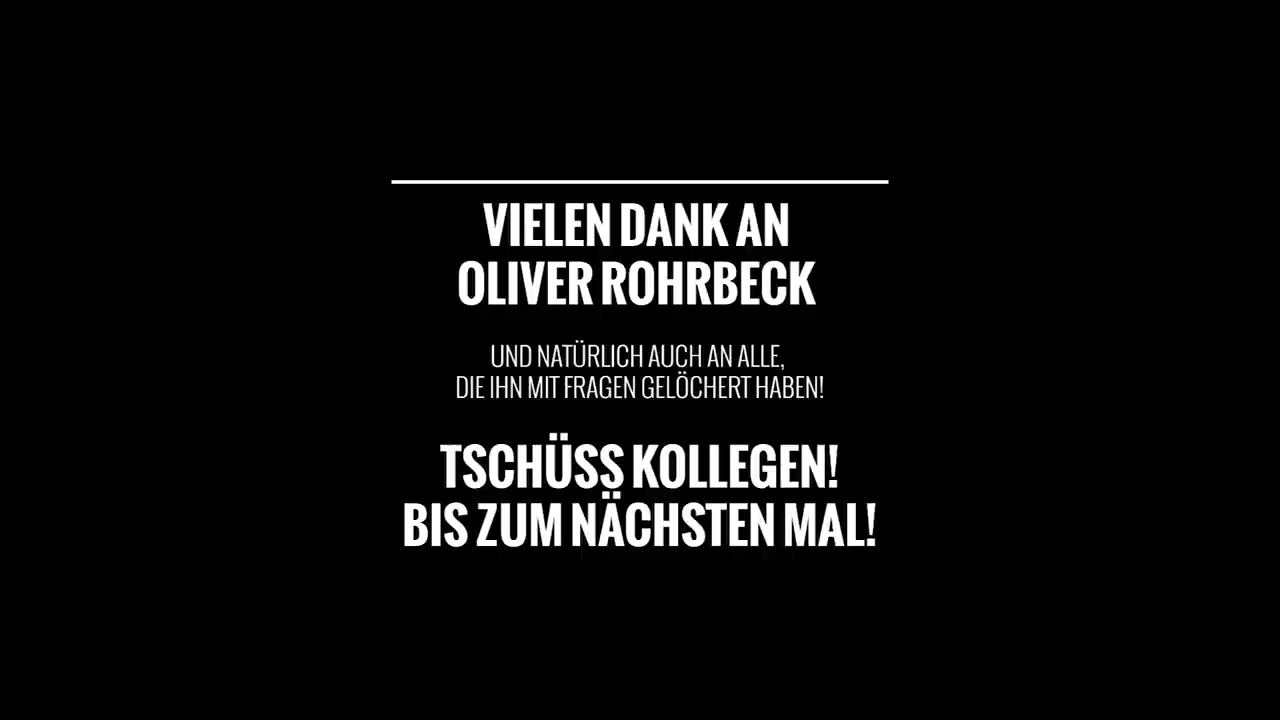 VIELEN DANK AN
OLIVER ROHRBECK
UND NATÜRLICH AUCH AN ALLE,
DIE IHN MIT FRAGEN GELÖCHERT HABEN!
TSCHÜSS KOLLEGEN!
BIS ZUM NÄCHSTEN MAL!